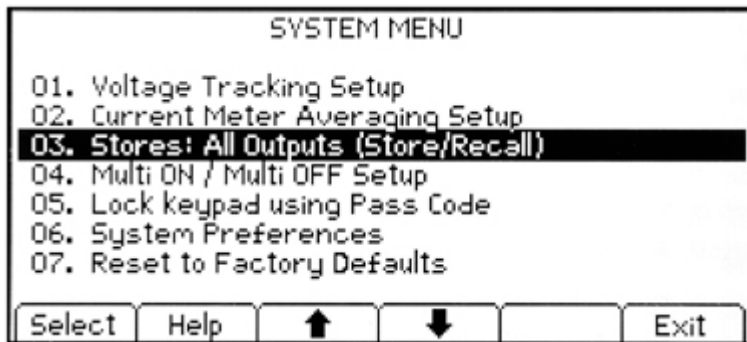 SYSTEM MENU
01. Voltage Tracking Setup
02. Current Meter Averaging Setup
03. Stores: All Outputs (Store/Recall)
04. Multi ON / Multi OFF Setup
05. Lock keypad using Pass Code
06. System Preferences
07. Reset to Factory Defaults
Select Help ↑ ↓ Exit